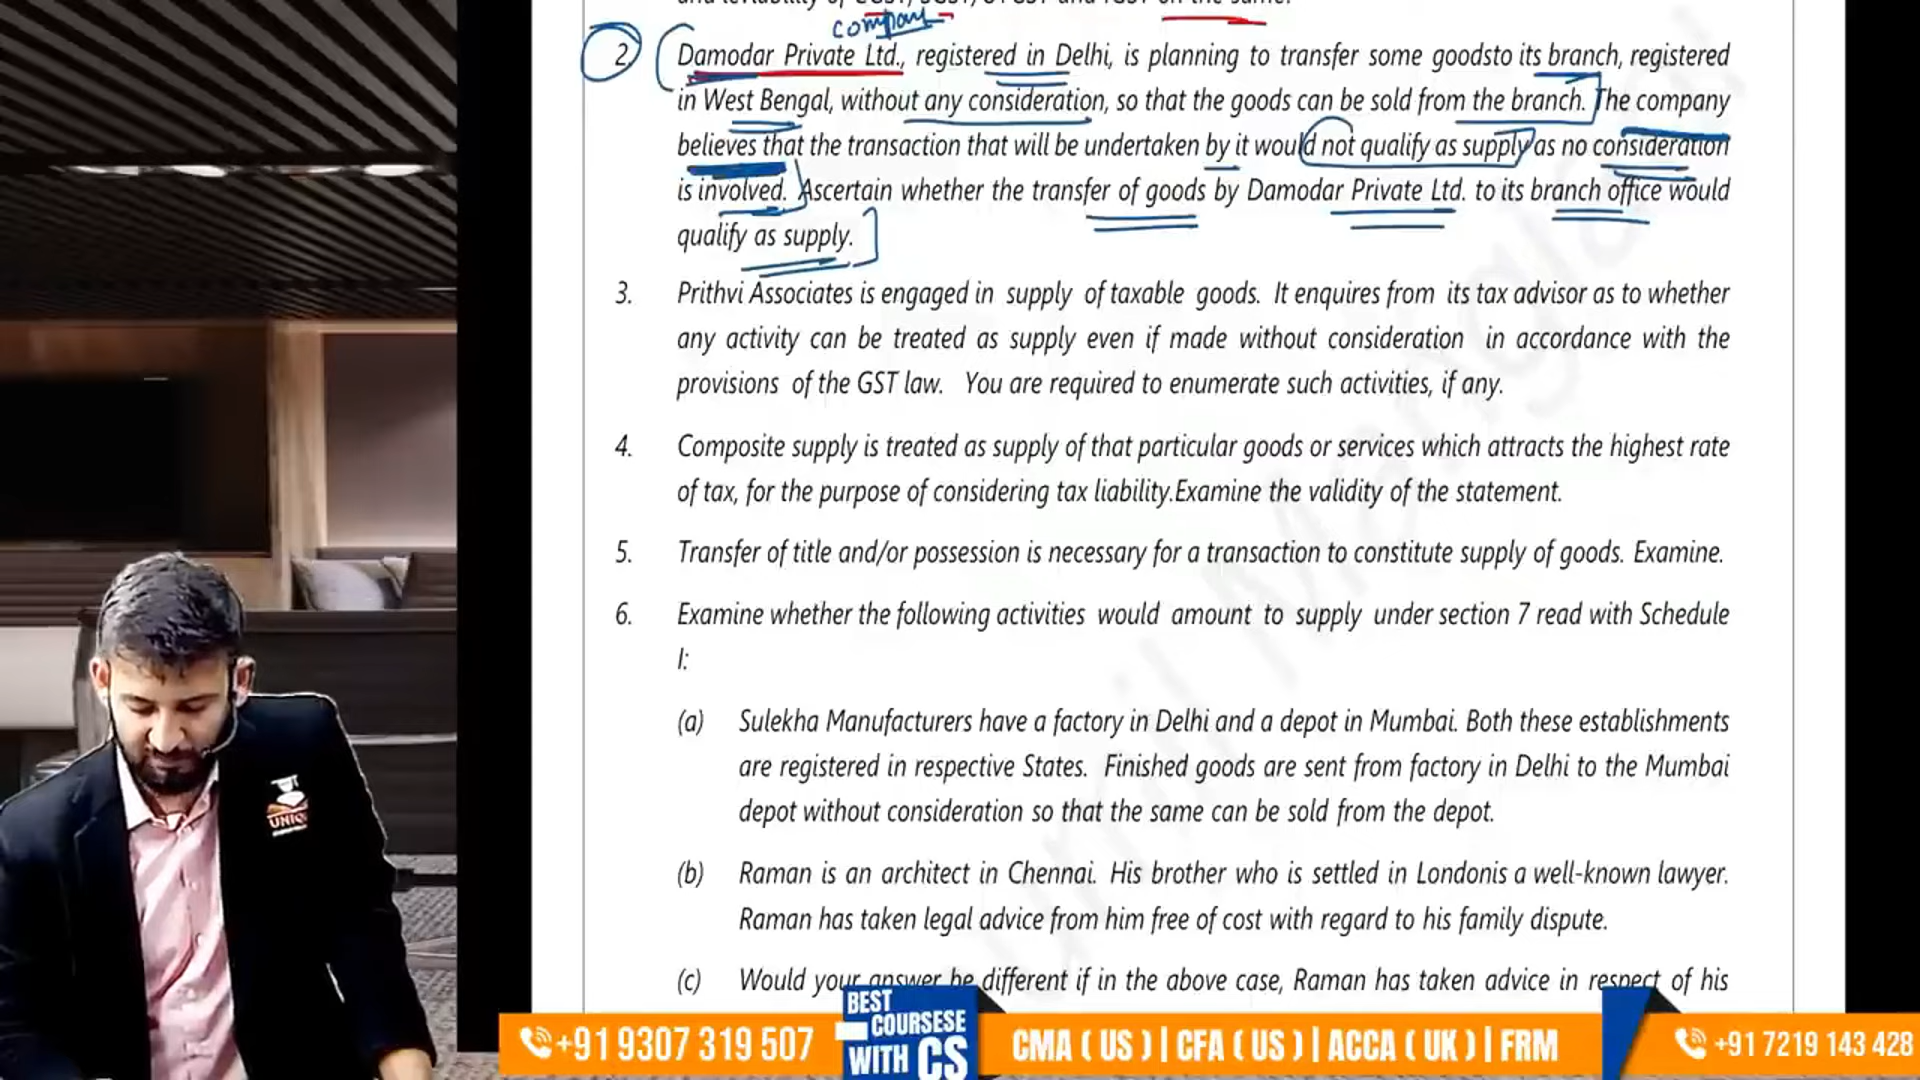 and leviability of CGST, SGST/UTGST and IGST on the same.
company
2. Damodar Private Ltd., registered in Delhi, is planning to transfer some goodsto its branch, registered
in West Bengal, without any consideration, so that the goods can be sold from the branch. The company
believes that the transaction that will be undertaken by it would not qualify as supply as no consideration
is involved. Ascertain whether the transfer of goods by Damodar Private Ltd. to its branch office would
qualify as supply.
3. Prithvi Associates is engaged in supply of taxable goods. It enquires from its tax advisor as to whether
any activity can be treated as supply even if made without consideration in accordance with the
provisions of the GST law. You are required to enumerate such activities, if any.
4. Composite supply is treated as supply of that particular goods or services which attracts the highest rate
of tax, for the purpose of considering tax liability.Examine the validity of the statement.
5. Transfer of title and/or possession is necessary for a transaction to constitute supply of goods. Examine.
6. Examine whether the following activities would amount to supply under section 7 read with Schedule
I:
(a) Sulekha Manufacturers have a factory in Delhi and a depot in Mumbai. Both these establishments
are registered in respective States. Finished goods are sent from factory in Delhi to the Mumbai
depot without consideration so that the same can be sold from the depot.
(b) Raman is an architect in Chennai. His brother who is settled in Londonis a well-known lawyer.
Raman has taken legal advice from him free of cost with regard to his family dispute.
(c) Would your answer be different if in the above case, Raman has taken advice in respect of his
UNIQUE
+91 9307 319 507
BEST
COURSESE
WITH CS
CMA ( US ) | CFA ( US ) | ACCA ( UK ) | FRM
+91 7219 143 428